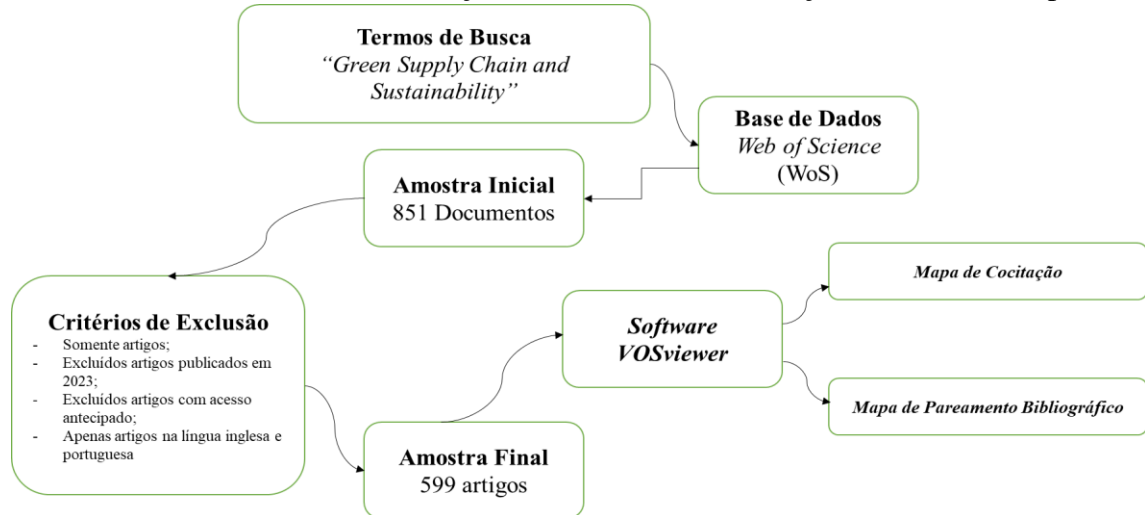 Termos de Busca
“Green Supply Chain and
Sustainability”
Base de Dados
Web of Science
(WoS)
Amostra Inicial
851 Documentos
Critérios de Exclusão
- Somente artigos;
- Excluídos artigos publicados em
2023;
- Excluídos artigos com acesso
antecipado;
- Apenas artigos na língua inglesa e
portuguesa
Amostra Final
599 artigos
Software
VOSviewer
Mapa de Cocitação
Mapa de Pareamento Bibliográfico